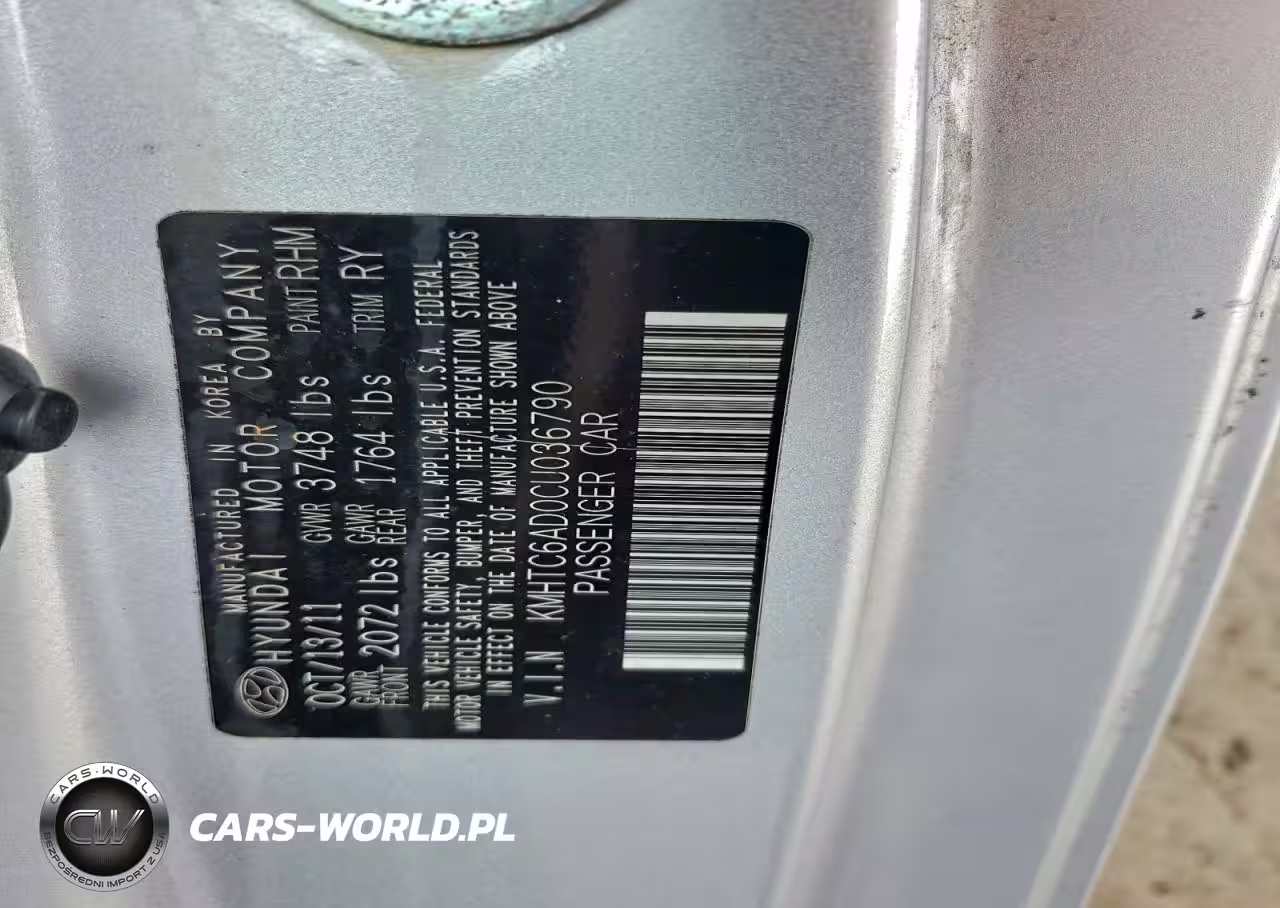 MANUFACTURED IN KOREA BY
HYUNDAI MOTOR COMPANY
OCT/13/11 GVWR 3748 lbs PAINT RHM
GAWR FRONT 2072 lbs GAWR REAR 1764 lbs TRIM RY
THIS VEHICLE CONFORMS TO ALL APPLICABLE U.S.A. FEDERAL
MOTOR VEHICLE SAFETY, BUMPER, AND THEFT PREVENTION STANDARDS
IN EFFECT ON THE DATE OF MANUFACTURE SHOWN ABOVE
V.I.N KMHTC6AD0CU036790
PASSENGER CAR
CARS-WORLD
CW
BEZPOŚREDNI IMPORT Z USA
CARS-WORLD.PL